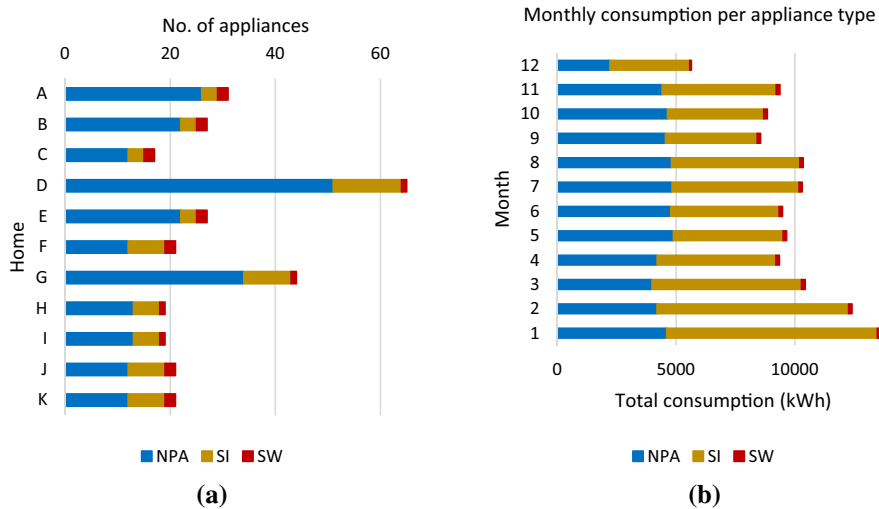 No. of appliances
0 20 40 60
Home
A
B
C
D
E
F
G
H
I
J
K
NPA SI SW
(a)
Monthly consumption per appliance type
Month
12
11
10
9
8
7
6
5
4
3
2
1
0 5000 10000
Total consumption (kWh)
NPA SI SW
(b)